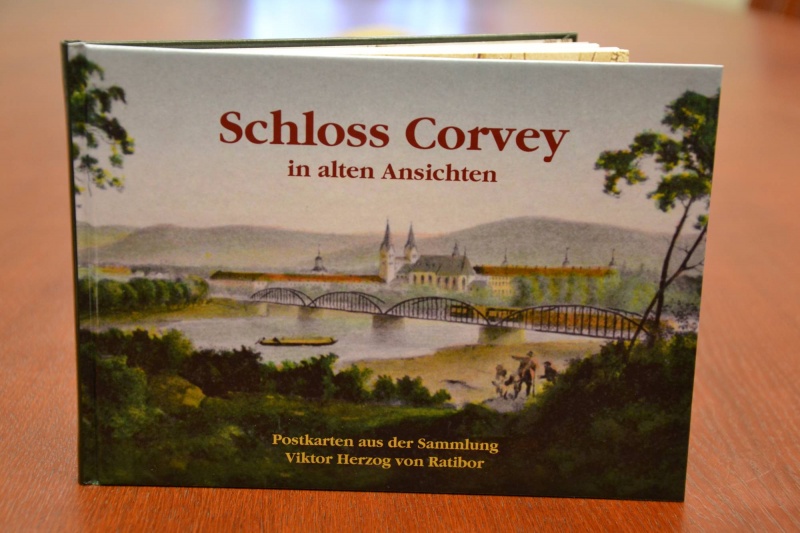 Schloss Corvey
in alten Ansichten
Postkarten aus der Sammlung
Viktor Herzog von Ratibor